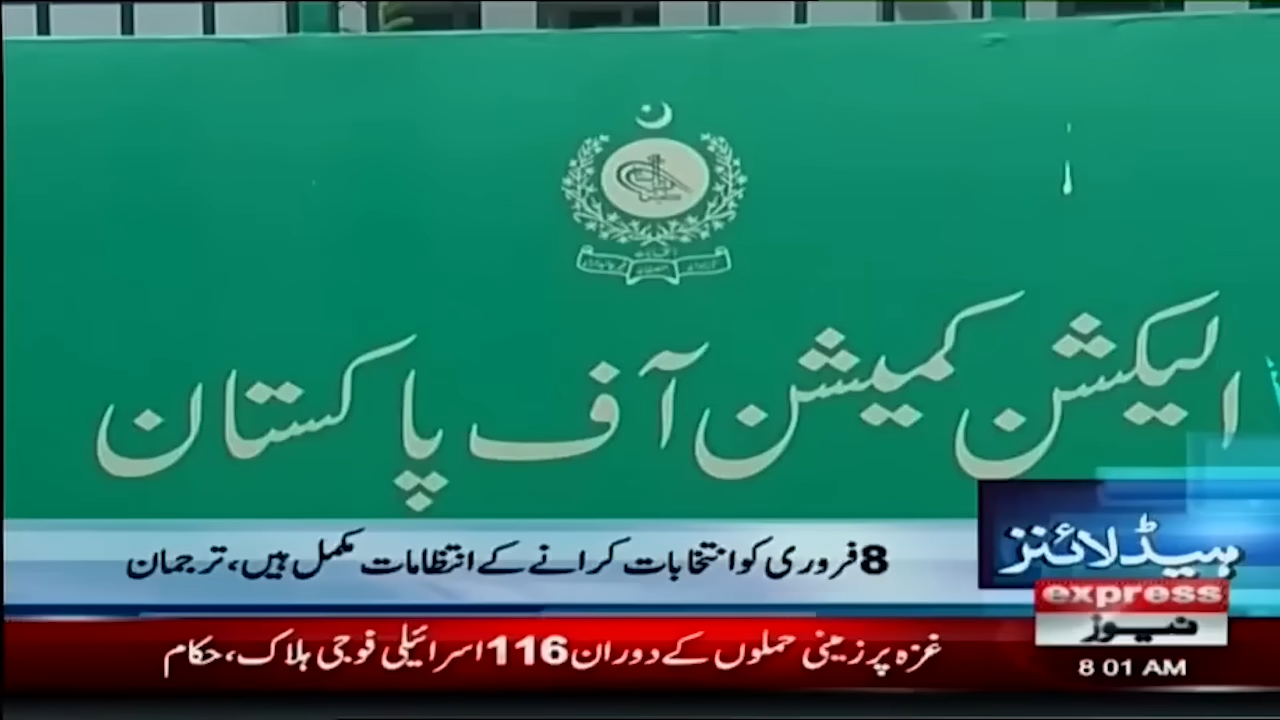 الیکشن کمیشن آف پاکستان
ہیڈلائنز
8 فروری کو انتخابات کرانے کے انتظامات مکمل ہیں، ترجمان
express
نیوز
غزہ پر زمینی حملوں کے دوران 116 اسرائیلی فوجی ہلاک، حکام
8:01 AM